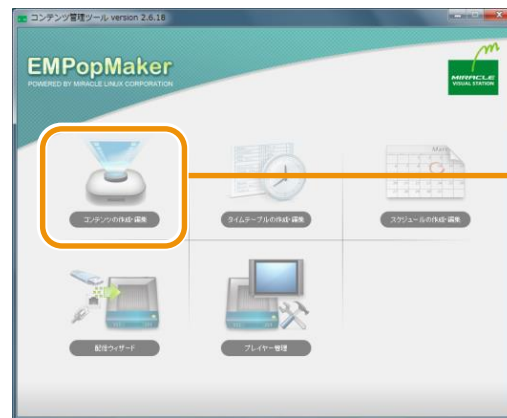 コンテンツ管理ツール version 2.6.18
EMPopMaker
POWERED BY MIRACLE LINUX CORPORATION
MIRACLE
VISUAL STATION
コンテンツの作成・編集
タイムテーブルの作成・編集
スケジュールの作成・編集
配信ウィザード
プレイヤー管理